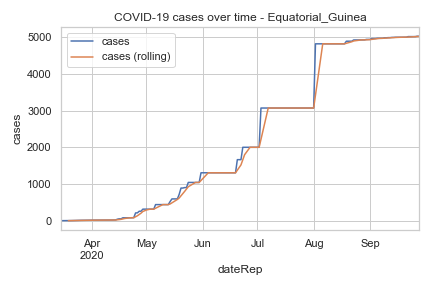 COVID-19 cases over time - Equatorial_Guinea
cases
cases (rolling)
cases
5000
4000
3000
2000
1000
0
Apr May Jun Jul Aug Sep
2020
dateRep